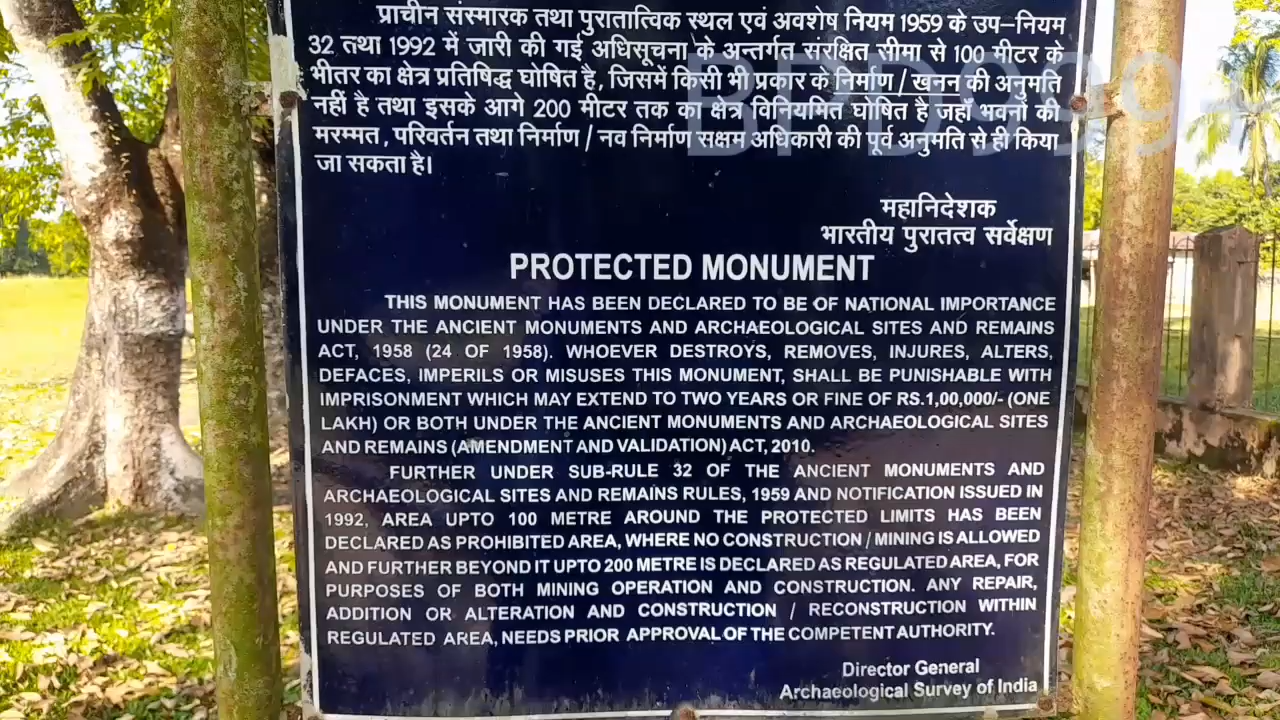 प्राचीन संस्मारक तथा पुरातात्विक स्थल एवं अवशेष नियम 1959 के उप–नियम
32 तथा 1992 में जारी की गई अधिसूचना के अन्तर्गत संरक्षित सीमा से 100 मीटर के
भीतर का क्षेत्र प्रतिषिद्ध घोषित है, जिसमें किसी भी प्रकार के निर्माण / खनन की अनुमति
नहीं है तथा इसके आगे 200 मीटर तक का क्षेत्र विनियमित घोषित है जहाँ भवनों की
मरम्मत, परिवर्तन तथा निर्माण / नव निर्माण सक्षम अधिकारी की पूर्व अनुमति से ही किया
जा सकता है।
महानिदेशक
भारतीय पुरातत्व सर्वेक्षण
PROTECTED MONUMENT
THIS MONUMENT HAS BEEN DECLARED TO BE OF NATIONAL IMPORTANCE
UNDER THE ANCIENT MONUMENTS AND ARCHAEOLOGICAL SITES AND REMAINS
ACT, 1958 (24 OF 1958). WHOEVER DESTROYS, REMOVES, INJURES, ALTERS,
DEFACES, IMPERILS OR MISUSES THIS MONUMENT, SHALL BE PUNISHABLE WITH
IMPRISONMENT WHICH MAY EXTEND TO TWO YEARS OR FINE OF RS.1,00,000/- (ONE
LAKH) OR BOTH UNDER THE ANCIENT MONUMENTS AND ARCHAEOLOGICAL SITES
AND REMAINS (AMENDMENT AND VALIDATION) ACT, 2010.
FURTHER UNDER SUB-RULE 32 OF THE ANCIENT MONUMENTS AND
ARCHAEOLOGICAL SITES AND REMAINS RULES, 1959 AND NOTIFICATION ISSUED IN
1992, AREA UPTO 100 METRE AROUND THE PROTECTED LIMITS HAS BEEN
DECLARED AS PROHIBITED AREA, WHERE NO CONSTRUCTION / MINING IS ALLOWED
AND FURTHER BEYOND IT UPTO 200 METRE IS DECLARED AS REGULATED AREA, FOR
PURPOSES OF BOTH MINING OPERATION AND CONSTRUCTION. ANY REPAIR,
ADDITION OR ALTERATION AND CONSTRUCTION / RECONSTRUCTION WITHIN
REGULATED AREA, NEEDS PRIOR APPROVAL OF THE COMPETENT AUTHORITY.
Director General
Archaeological Survey of India